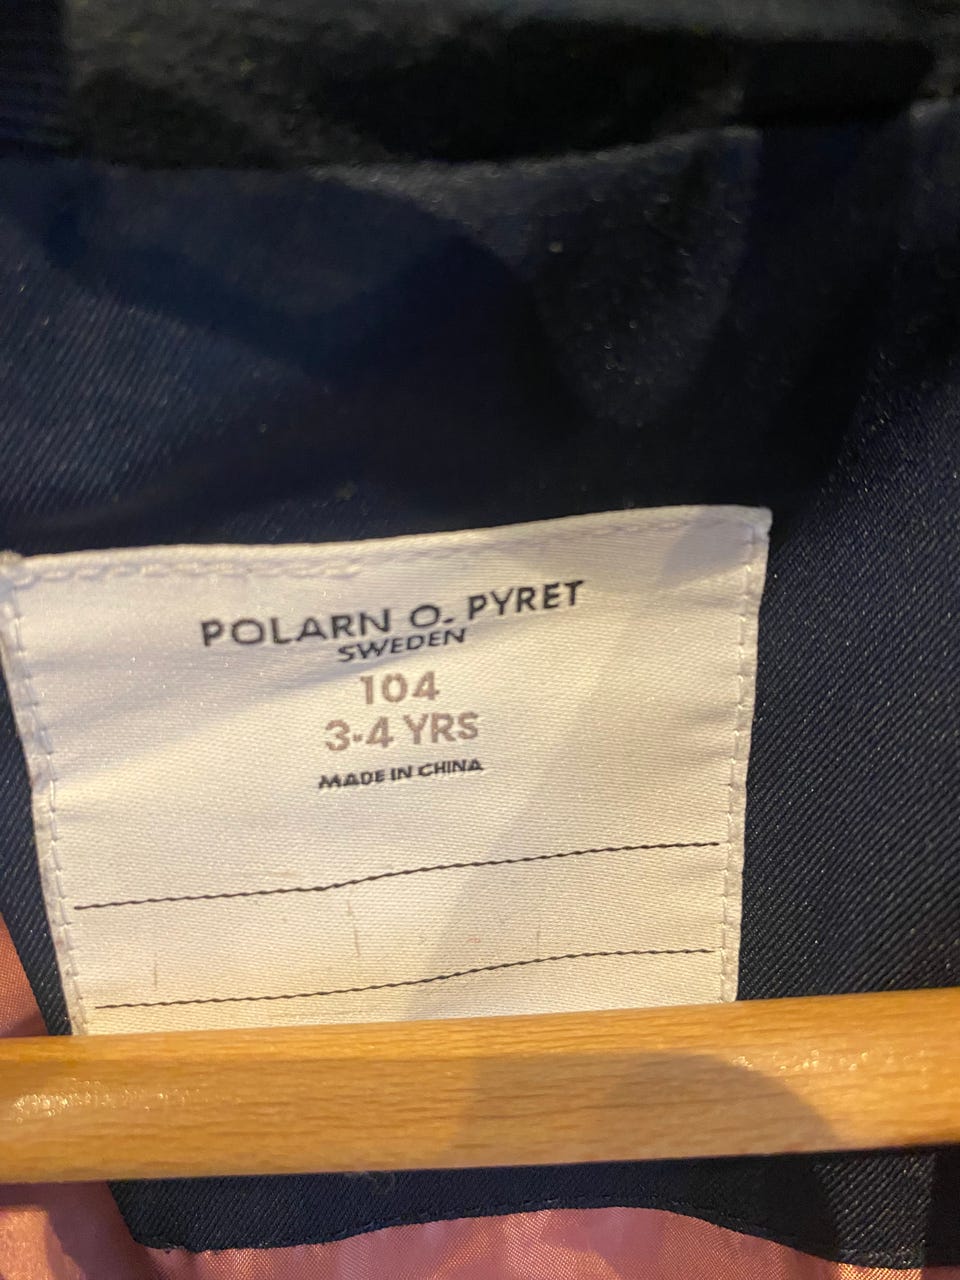 POLARN O. PYRET
SWEDEN
104
3-4 YRS
MADE IN CHINA